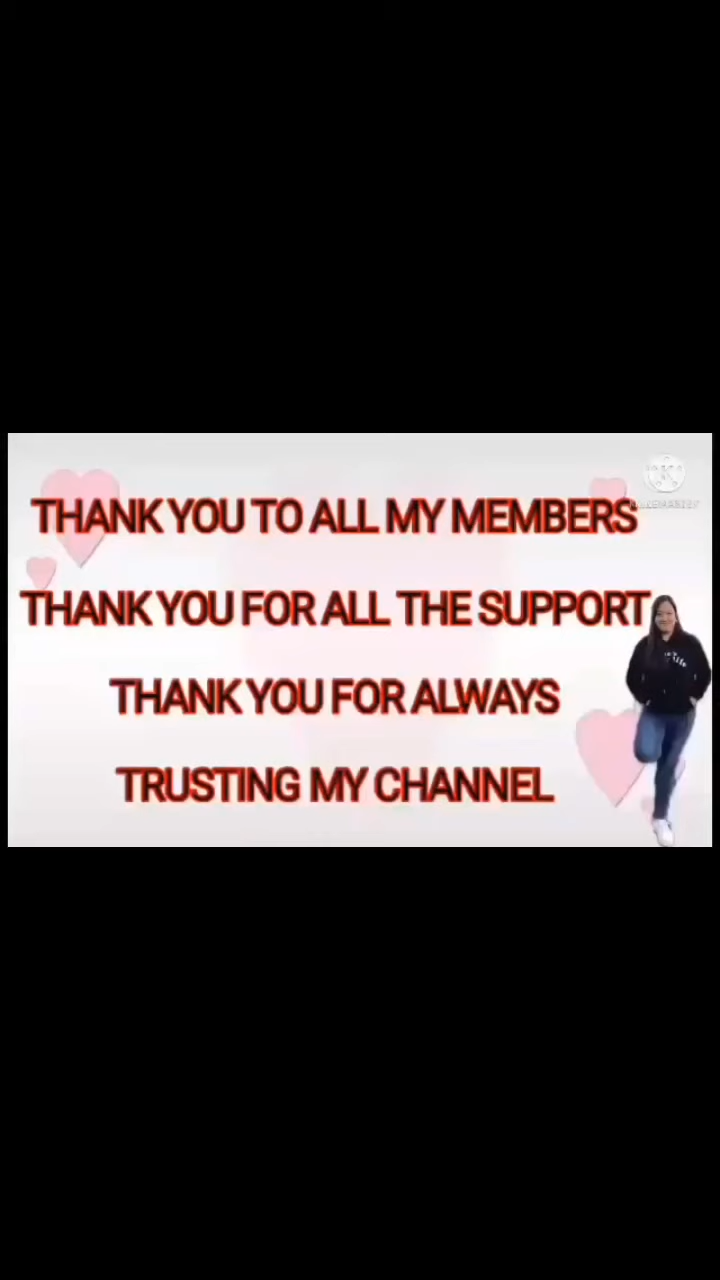 THANK YOU TO ALL MY MEMBERS
THANK YOU FOR ALL THE SUPPORT
THANK YOU FOR ALWAYS
TRUSTING MY CHANNEL